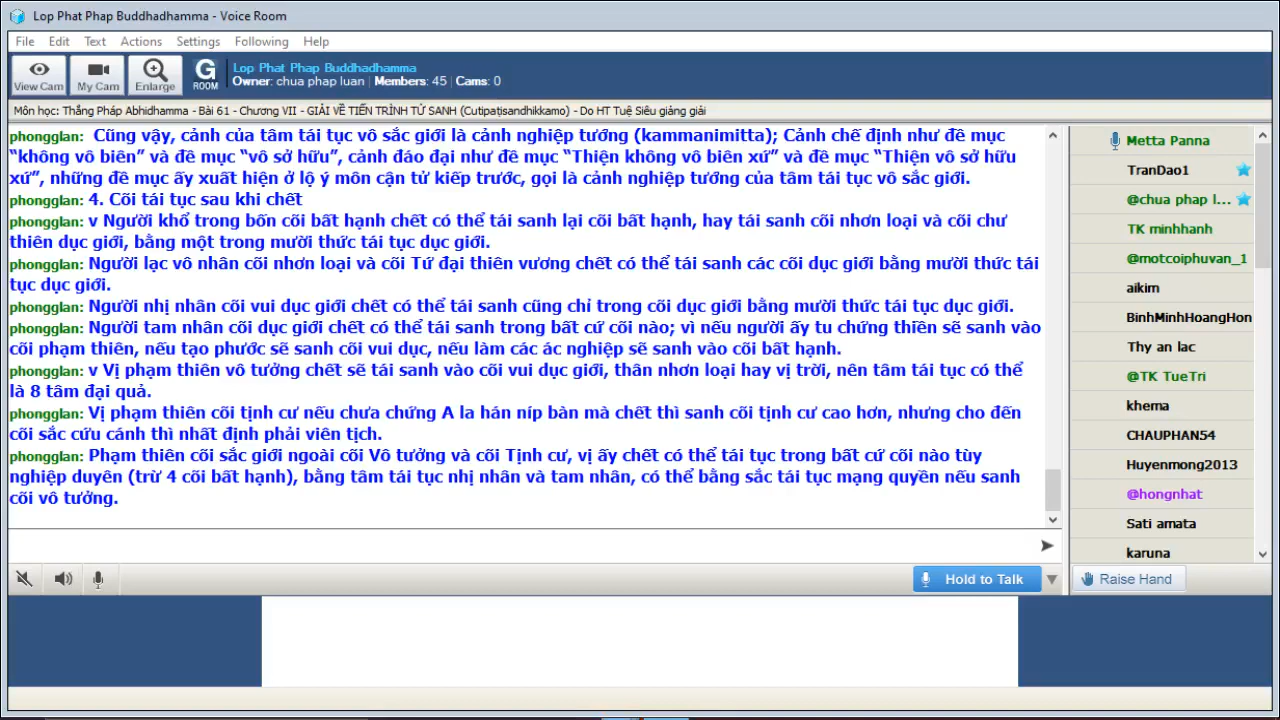 Lop Phat Phap Buddhadhamma - Voice Room
File Edit Text Actions Settings Following Help
View Cam My Cam Enlarge G ROOM
Lop Phat Phap Buddhadhamma
Owner: chua phap luan | Members: 45 | Cams: 0
Môn học: Thắng Pháp Abhidhamma - Bài 61 - Chương VII - GIẢI VỀ TIẾN TRÌNH TỬ SANH (Cutipaṭisandhikkamo) - Do HT Tuệ Siêu giảng giải
phongglan: Cũng vậy, cảnh của tâm tái tục vô sắc giới là cảnh nghiệp tướng (kammanimitta); Cảnh chế định như đề mục
“không vô biên” và đề mục “vô sở hữu”, cảnh đáo đại như đề mục “Thiện không vô biên xứ” và đề mục “Thiện vô sở hữu
xứ”, những đề mục ấy xuất hiện ở lộ ý môn cận tử kiếp trước, gọi là cảnh nghiệp tướng của tâm tái tục vô sắc giới.
phongglan: 4. Cõi tái tục sau khi chết
phongglan: v Người khổ trong bốn cõi bất hạnh chết có thể tái sanh lại cõi bất hạnh, hay tái sanh cõi nhơn loại và cõi chư
thiên dục giới, bằng một trong mười thức tái tục dục giới.
phongglan: Người lạc vô nhân cõi nhơn loại và cõi Tứ đại thiên vương chết có thể tái sanh các cõi dục giới bằng mười thức tái
tục dục giới.
phongglan: Người nhị nhân cõi vui dục giới chết có thể tái sanh cũng chỉ trong cõi dục giới bằng mười thức tái tục dục giới.
phongglan: Người tam nhân cõi dục giới chết có thể tái sanh trong bất cứ cõi nào; vì nếu người ấy tu chứng thiền sẽ sanh vào
cõi phạm thiên, nếu tạo phước sẽ sanh cõi vui dục, nếu làm các ác nghiệp sẽ sanh vào cõi bất hạnh.
phongglan: v Vị phạm thiên vô tưởng chết sẽ tái sanh vào cõi vui dục giới, thân nhơn loại hay vị trời, nên tâm tái tục có thể
là 8 tâm đại quả.
phongglan: Vị phạm thiên cõi tịnh cư nếu chưa chứng A la hán níp bàn mà chết thì sanh cõi tịnh cư cao hơn, nhưng cho đến
cõi sắc cứu cánh thì nhất định phải viên tịch.
phongglan: Phạm thiên cõi sắc giới ngoài cõi Vô tưởng và cõi Tịnh cư, vị ấy chết có thể tái tục trong bất cứ cõi nào tùy
nghiệp duyên (trừ 4 cõi bất hạnh), bằng tâm tái tục nhị nhân và tam nhân, có thể bằng sắc tái tục mạng quyền nếu sanh
cõi vô tưởng.
Hold to Talk
Metta Panna
TranDao1
@chua phap l...
TK minhhanh
@motcoiphuvan_1
aikim
BinhMinhHoangHon
Thy an lac
@TK TueTri
khema
CHAUPHAN54
Huyenmong2013
@hongnhat
Sati amata
karuna
Raise Hand